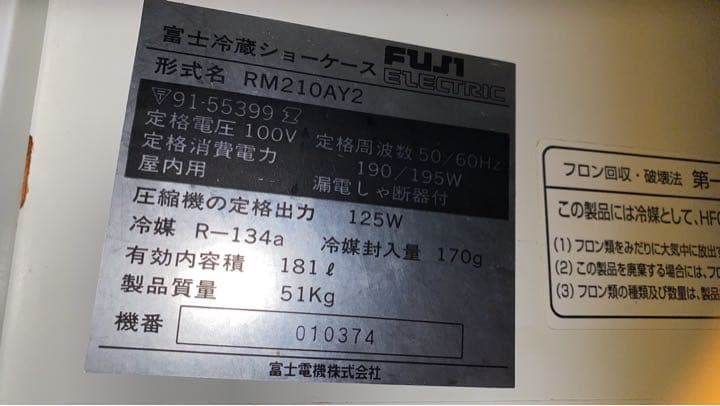 富士冷蔵ショーケース FUJI ELECTRIC
形式名 RM210AY2
91-55399
定格電圧 100V 定格周波数 50/60Hz
定格消費電力 190/195W
屋内用 漏電しゃ断器付
圧縮機の定格出力 125W
冷媒 R-134a 冷媒封入量 170g
有効内容積 181ℓ
製品質量 51Kg
機番 010374
富士電機株式会社
フロン回収・破壊法 第一
この製品には冷媒として、HFC
(1) フロン類をみだりに大気中に放出す
(2) この製品を廃棄する場合には、フロ
(3) フロン類の種類及び数量は、製品